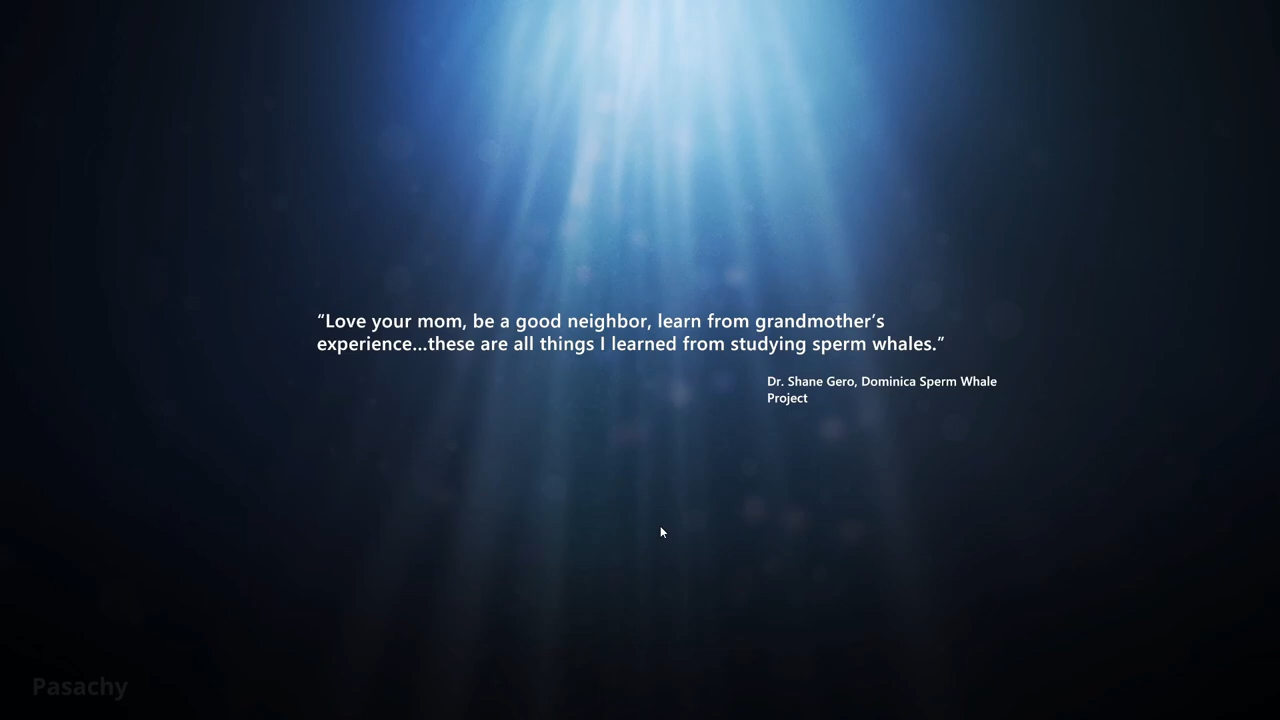 “Love your mom, be a good neighbor, learn from grandmother’s
experience...these are all things I learned from studying sperm whales.”
Dr. Shane Gero, Dominica Sperm Whale
Project
Pasachy